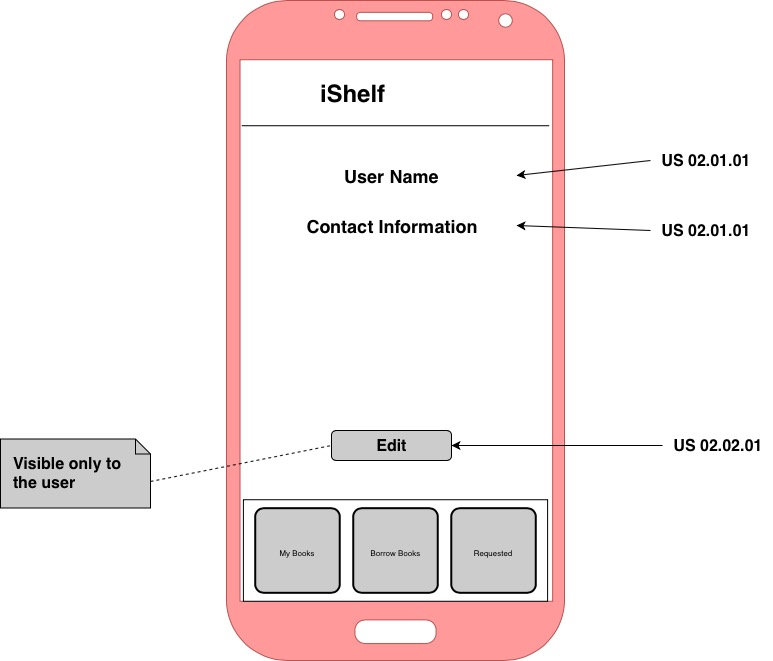 iShelf
User Name
US 02.01.01
Contact Information
US 02.01.01
Edit
US 02.02.01
Visible only to
the user
My Books
Borrow Books
Requested